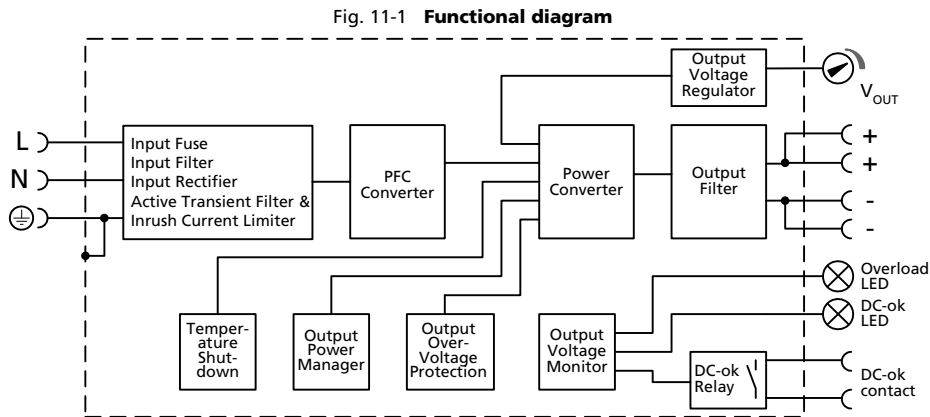 Fig. 11-1 Functional diagram
Output
Voltage
Regulator
VOUT
L
N
Input Fuse
Input Filter
Input Rectifier
Active Transient Filter &
Inrush Current Limiter
PFC
Converter
Power
Converter
Output
Filter
+
+
-
-
Temper-
ature
Shut-
down
Output
Power
Manager
Output
Over-
Voltage
Protection
Output
Voltage
Monitor
DC-ok
Relay
Overload
LED
DC-ok
LED
DC-ok
contact